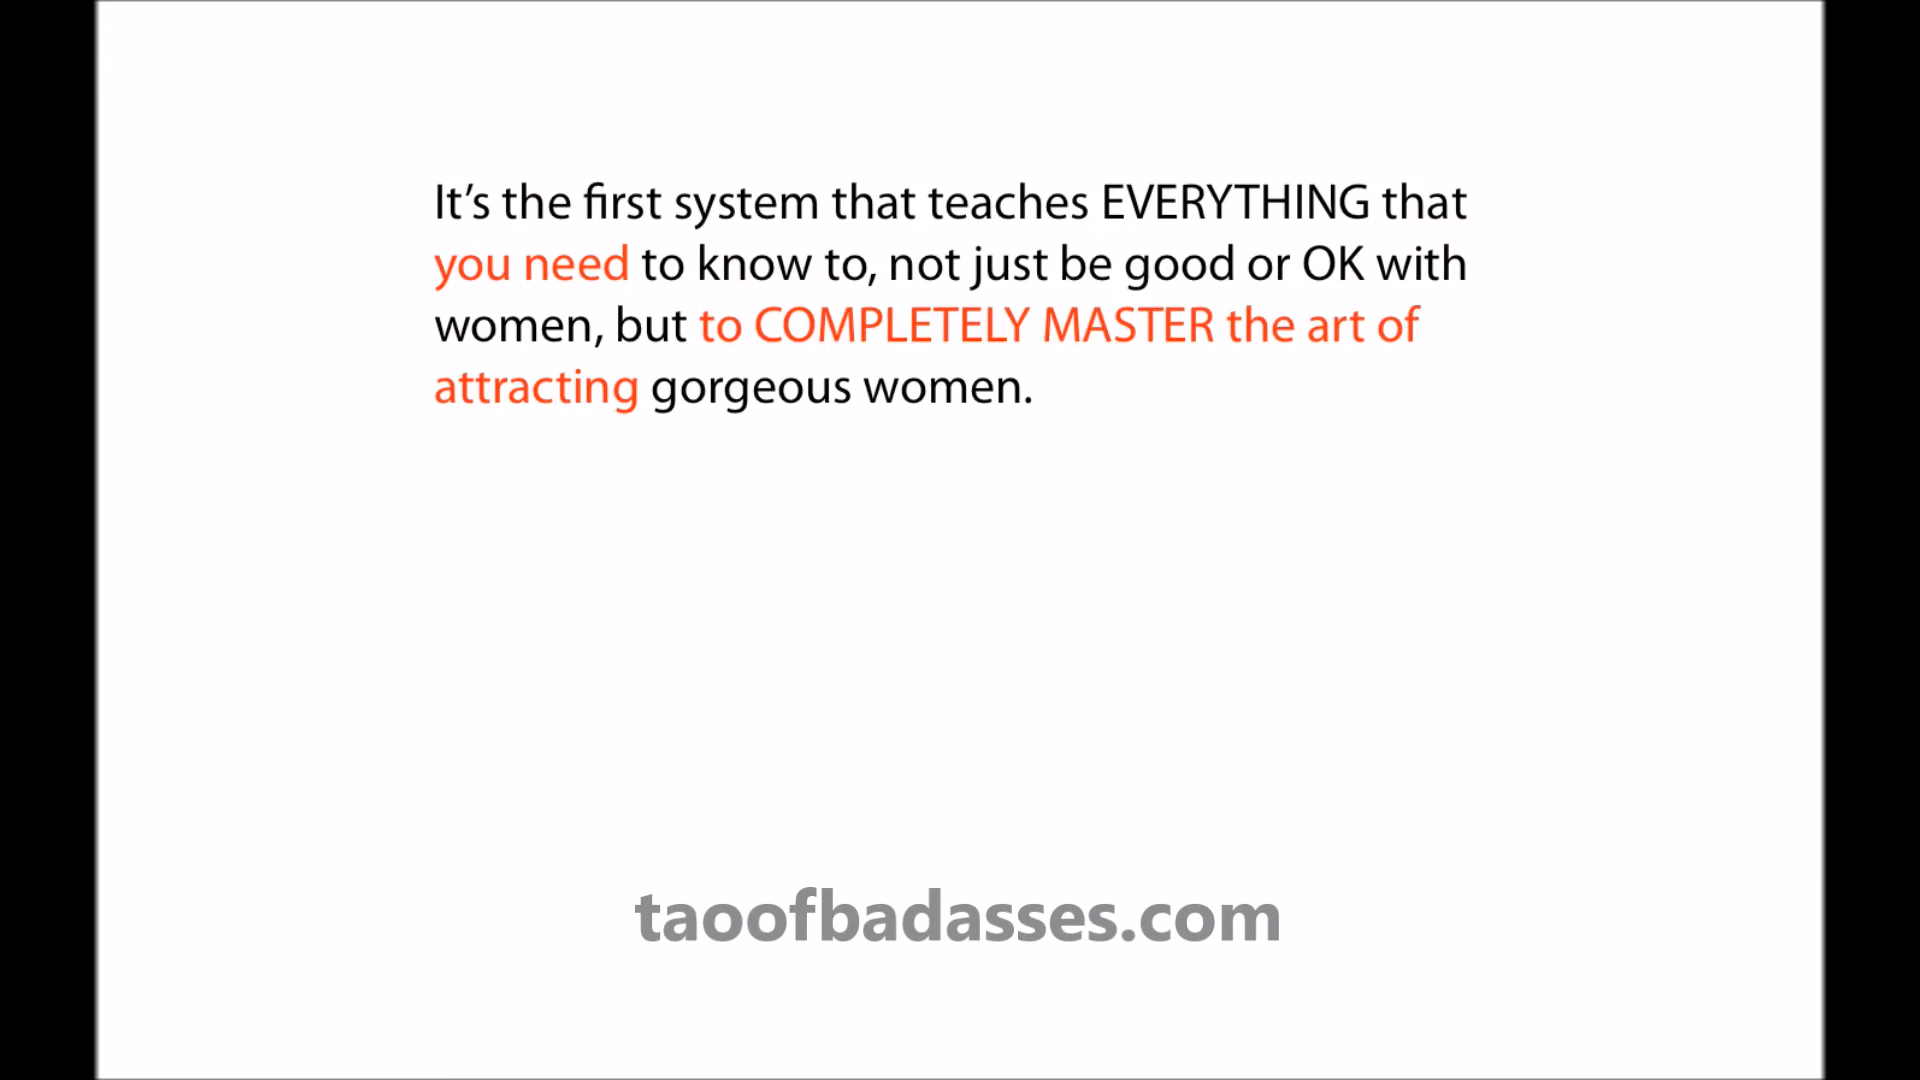 It’s the first system that teaches EVERYTHING that
you need to know to, not just be good or OK with
women, but to COMPLETELY MASTER the art of
attracting gorgeous women.
taoofbadasses.com